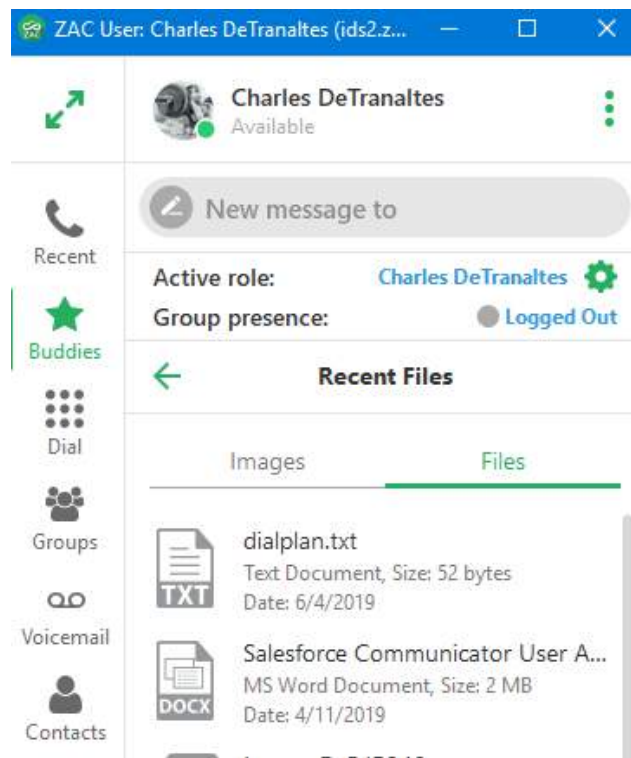 ZAC User: Charles DeTranaltes (ids2.z...
Charles DeTranaltes
Available
New message to
Recent
Active role: Charles DeTranaltes
Group presence: Logged Out
Buddies
Recent Files
Dial
Images Files
Groups
dialplan.txt
Text Document, Size: 52 bytes
TXT
Date: 6/4/2019
Voicemail
Salesforce Communicator User A...
MS Word Document, Size: 2 MB
DOCX
Date: 4/11/2019
Contacts